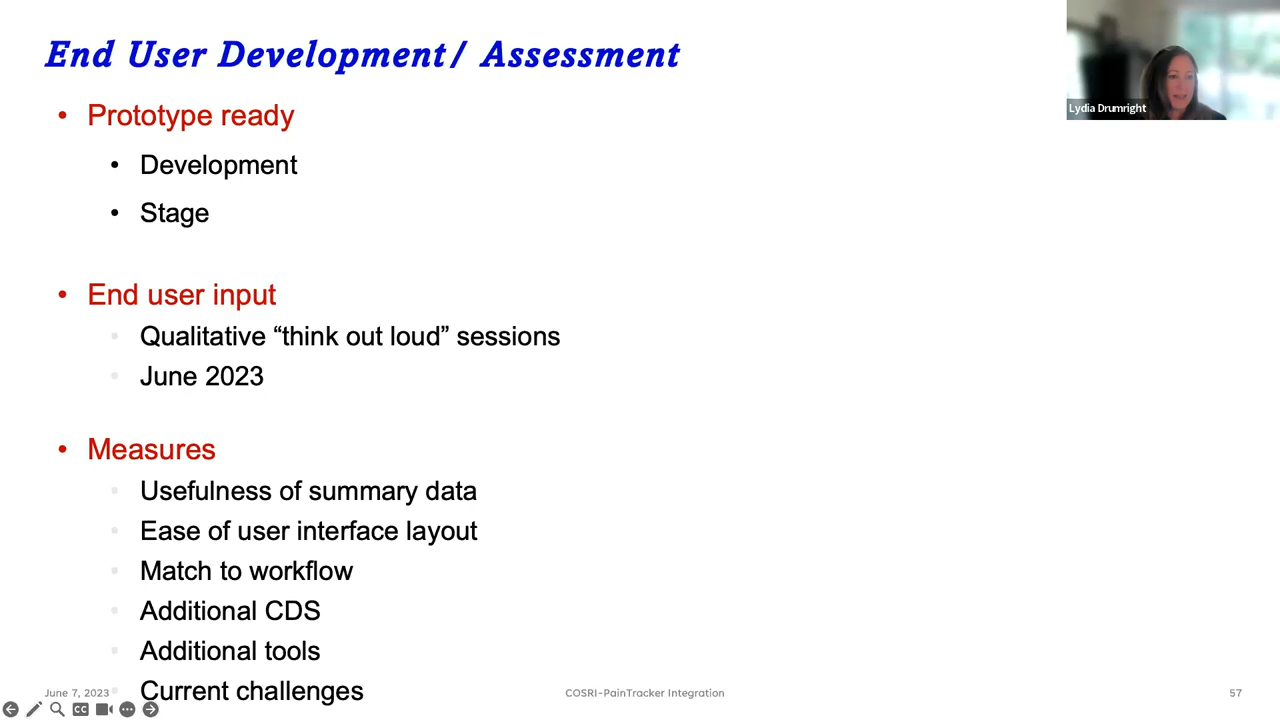 End User Development/ Assessment
• Prototype ready
• Development
• Stage
• End user input
Qualitative “think out loud” sessions
June 2023
• Measures
Usefulness of summary data
Ease of user interface layout
Match to workflow
Additional CDS
Additional tools
Current challenges
Lydia Drumright
June 7, 2023
COSRI-PainTracker Integration
57
CC